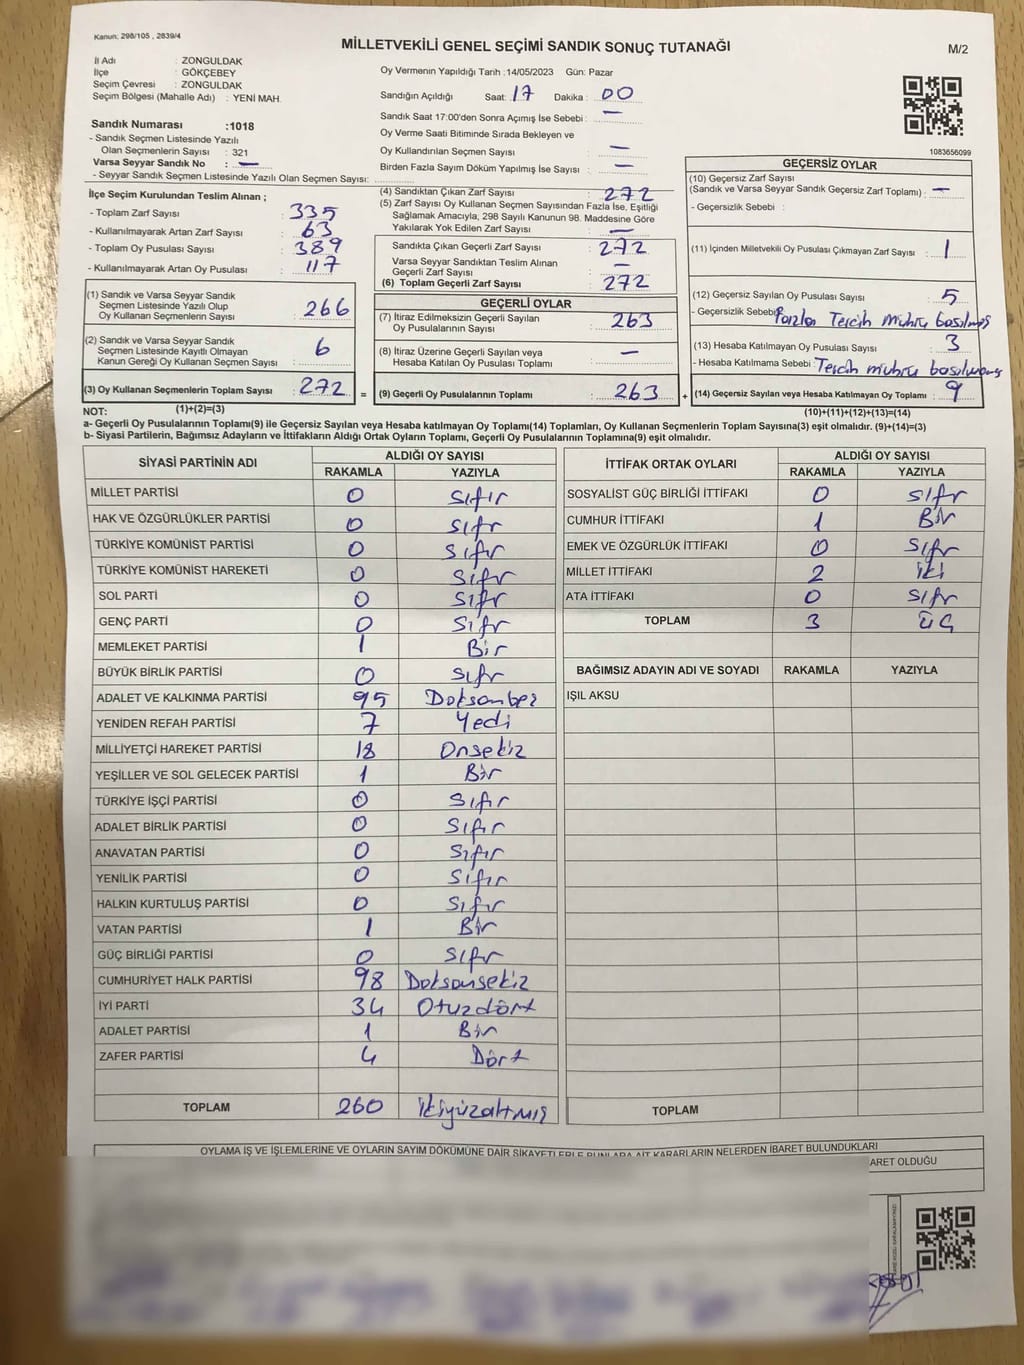 Kanun: 298/105 , 2839/4
MİLLETVEKİLİ GENEL SEÇİMİ SANDIK SONUÇ TUTANAĞI
M/2
İl Adı : ZONGULDAK
İlçe : GÖKÇEBEY
Seçim Çevresi : ZONGULDAK
Seçim Bölgesi (Mahalle Adı) : YENİ MAH.
Oy Vermenin Yapıldığı Tarih :14/05/2023 Gün: Pazar
Sandığın Açıldığı Saat: 17 Dakika : 00
Sandık Saat 17:00'den Sonra Açımış İse Sebebi : —
Oy Verme Saati Bitiminde Sırada Bekleyen ve
Oy Kullandırılan Seçmen Sayısı : —
Birden Fazla Sayım Döküm Yapılmış İse Sayısı : —
1083656099
Sandık Numarası :1018
- Sandık Seçmen Listesinde Yazılı
Olan Seçmenlerin Sayısı : 321
Varsa Seyyar Sandık No : —
- Seyyar Sandık Seçmen Listesinde Yazılı Olan Seçmen Sayısı:
İlçe Seçim Kurulundan Teslim Alınan ;
- Toplam Zarf Sayısı : 335
- Kullanılmayarak Artan Zarf Sayısı : 63
- Toplam Oy Pusulası Sayısı : 389
- Kullanılmayarak Artan Oy Pusulası : 117
(1) Sandık ve Varsa Seyyar Sandık
Seçmen Listesinde Yazılı Olup
Oy Kullanan Seçmenlerin Sayısı : 266
(2) Sandık ve Varsa Seyyar Sandık
Seçmen Listesinde Kayıtlı Olmayan
Kanun Gereği Oy Kullanan Seçmen Sayısı : 6
(3) Oy Kullanan Seçmenlerin Toplam Sayısı : 272
(4) Sandıktan Çıkan Zarf Sayısı : 272
(5) Zarf Sayısı Oy Kullanan Seçmen Sayısından Fazla İse, Eşitliği
Sağlamak Amacıyla, 298 Sayılı Kanunun 98. Maddesine Göre
Yakılarak Yok Edilen Zarf Sayısı : —
Sandıkta Çıkan Geçerli Zarf Sayısı : 272
Varsa Seyyar Sandıktan Teslim Alınan
Geçerli Zarf Sayısı : —
(6) Toplam Geçerli Zarf Sayısı : 272
GEÇERLİ OYLAR
(7) İtiraz Edilmeksizin Geçerli Sayılan
Oy Pusulalarının Sayısı : 263
(8) İtiraz Üzerine Geçerli Sayılan veya
Hesaba Katılan Oy Pusulası Toplamı : —
= (9) Geçerli Oy Pusulalarının Toplamı : 263
GEÇERSİZ OYLAR
(10) Geçersiz Zarf Sayısı
(Sandık ve Varsa Seyyar Sandık Geçersiz Zarf Toplamı) : —
- Geçersizlik Sebebi :
(11) İçinden Milletvekili Oy Pusulası Çıkmayan Zarf Sayısı : 1
(12) Geçersiz Sayılan Oy Pusulası Sayısı : 5
- Geçersizlik Sebebi : Tercih mührü basılmış
(13) Hesaba Katılmayan Oy Pusulası Sayısı : 3
- Hesaba Katılmama Sebebi : Tercih mührü
+ (14) Geçersiz Sayılan veya Hesaba Katılmayan Oy Toplamı : 9
NOT: (1)+(2)=(3)
(10)+(11)+(12)+(13)=(14)
a- Geçerli Oy Pusulalarının Toplamı(9) ile Geçersiz Sayılan veya Hesaba katılmayan Oy Toplamı(14) Toplamları, Oy Kullanan Seçmenlerin Toplam Sayısına(3) eşit olmalıdır. (9)+(14)=(3)
b- Siyasi Partilerin, Bağımsız Adayların ve İttifakların Aldığı Ortak Oyların Toplamı, Geçerli Oy Pusulalarının Toplamına(9) eşit olmalıdır.
SİYASİ PARTİNİN ADI ALDIĞI OY SAYISI
RAKAMLA YAZIYLA
MİLLET PARTİSİ 0 Sıfır
HAK VE ÖZGÜRLÜKLER PARTİSİ 0 Sıfır
TÜRKİYE KOMÜNİST PARTİSİ 0 Sıfır
TÜRKİYE KOMÜNİST HAREKETİ 0 Sıfır
SOL PARTİ 0 Sıfır
GENÇ PARTİ 0 Sıfır
MEMLEKET PARTİSİ 1 Bir
BÜYÜK BİRLİK PARTİSİ 0 Sıfır
ADALET VE KALKINMA PARTİSİ 95 Doksanbeş
YENİDEN REFAH PARTİSİ 7 Yedi
MİLLİYETÇİ HAREKET PARTİSİ 18 Onsekiz
YEŞİLLER VE SOL GELECEK PARTİSİ 1 Bir
TÜRKİYE İŞÇİ PARTİSİ 0 Sıfır
ADALET BİRLİK PARTİSİ 0 Sıfır
ANAVATAN PARTİSİ 0 Sıfır
YENİLİK PARTİSİ 0 Sıfır
HALKIN KURTULUŞ PARTİSİ 0 Sıfır
VATAN PARTİSİ 1 Bir
GÜÇ BİRLİĞİ PARTİSİ 0 Sıfır
CUMHURİYET HALK PARTİSİ 98 Doksansekiz
İYİ PARTİ 34 Otuzdört
ADALET PARTİSİ 1 Bir
ZAFER PARTİSİ 4 Dört
TOPLAM 260 ikiyüzaltmış
İTTİFAK ORTAK OYLARI ALDIĞI OY SAYISI
RAKAMLA YAZIYLA
SOSYALİST GÜÇ BİRLİĞİ İTTİFAKI 0 Sıfır
CUMHUR İTTİFAKI 1 Bir
EMEK VE ÖZGÜRLÜK İTTİFAKI 0 Sıfır
MİLLET İTTİFAKI 2 iki
ATA İTTİFAKI 0 Sıfır
TOPLAM 3 üç
BAĞIMSIZ ADAYIN ADI VE SOYADI RAKAMLA YAZIYLA
IŞIL AKSU
TOPLAM
OYLAMA İŞ VE İŞLEMLERİNE VE OYLARIN SAYIM DÖKÜMÜNE DAİR ŞİKAYETLERLE BUNLARA AİT KARARLARIN NELERDEN İBARET BULUNDUKLARI
ARET OLDUĞU